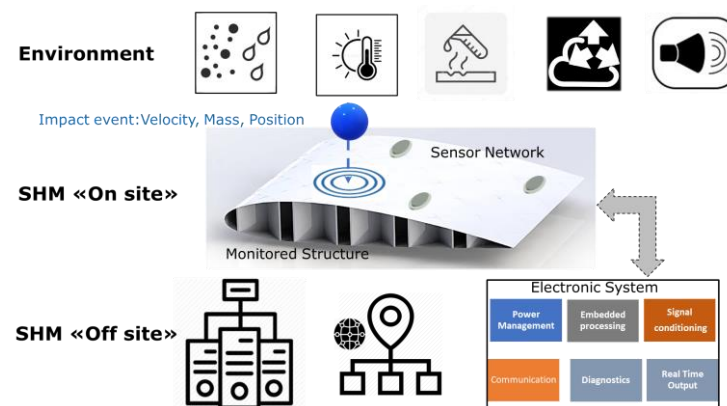 Environment
Impact event:Velocity, Mass, Position
Sensor Network
SHM «On site»
Monitored Structure
SHM «Off site»
Electronic System
Power
Management
Embedded
processing
Signal
conditioning
Communication
Diagnostics
Real Time
Output